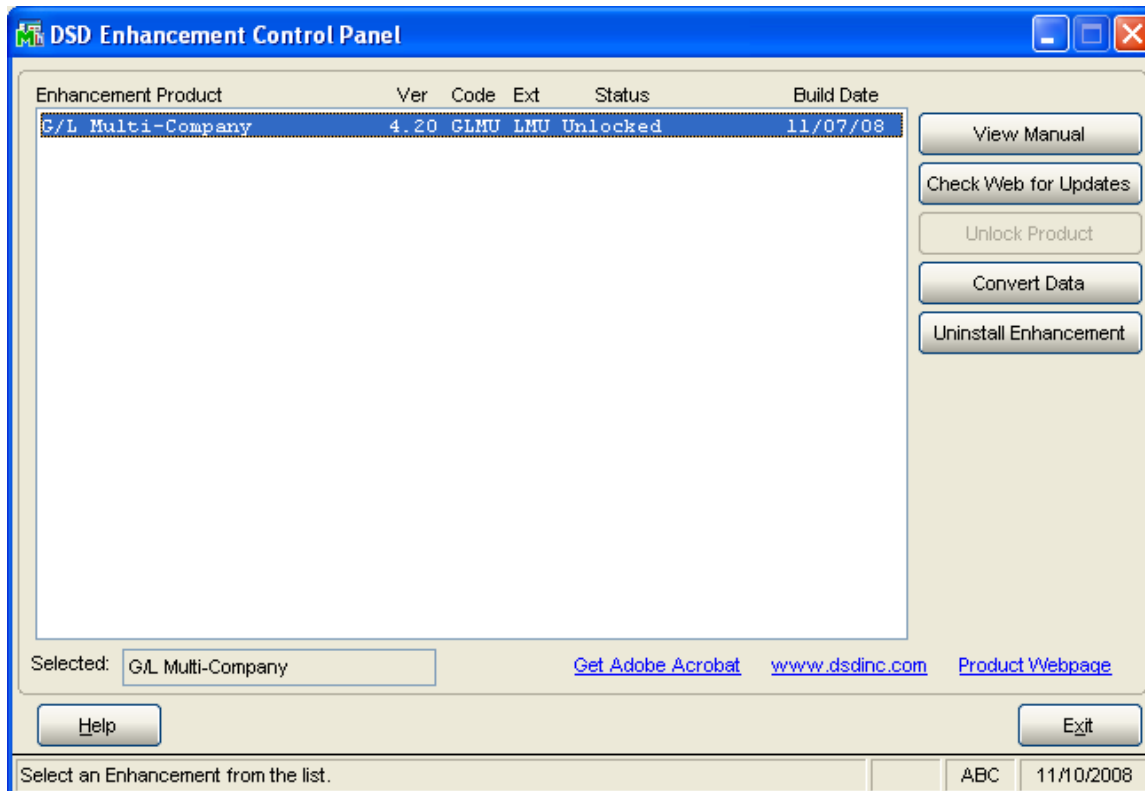 DSD Enhancement Control Panel
Enhancement Product Ver Code Ext Status Build Date
G/L Multi-Company 4.20 GLMU LMU Unlocked 11/07/08
View Manual
Check Web for Updates
Unlock Product
Convert Data
Uninstall Enhancement
Selected: G/L Multi-Company Get Adobe Acrobat www.dsdinc.com Product Webpage
Help Exit
Select an Enhancement from the list. ABC 11/10/2008